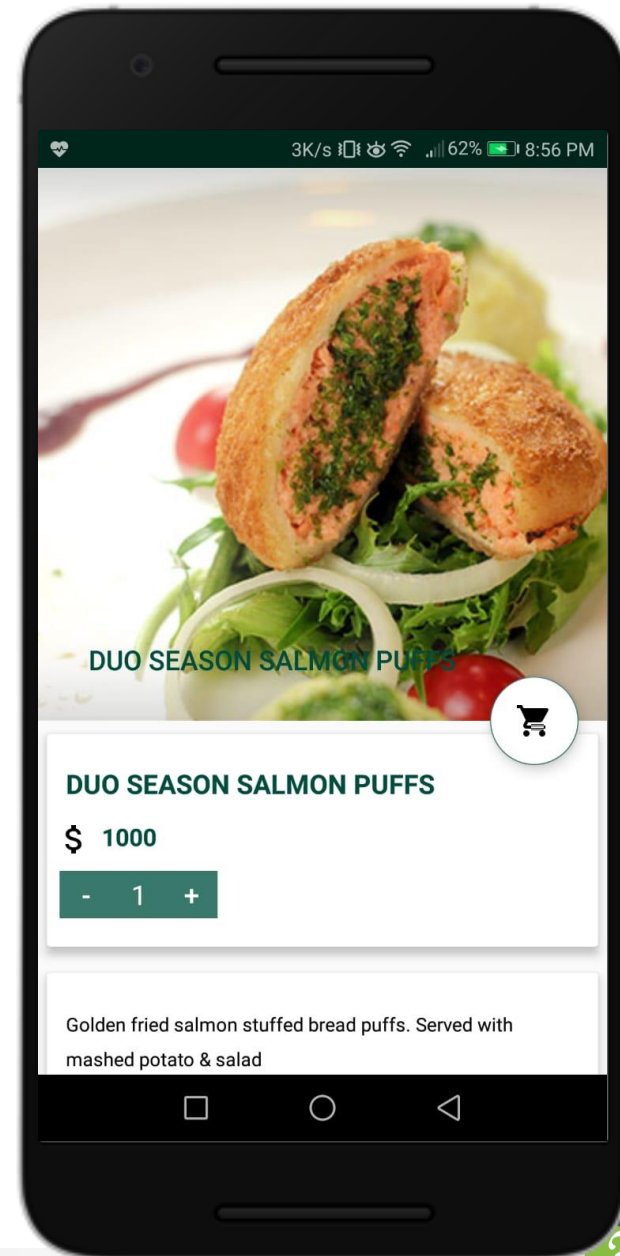 3K/s 62% 8:56 PM
DUO SEASON SALMON PUFFS
DUO SEASON SALMON PUFFS
$ 1000
- 1 +
Golden fried salmon stuffed bread puffs. Served with
mashed potato & salad